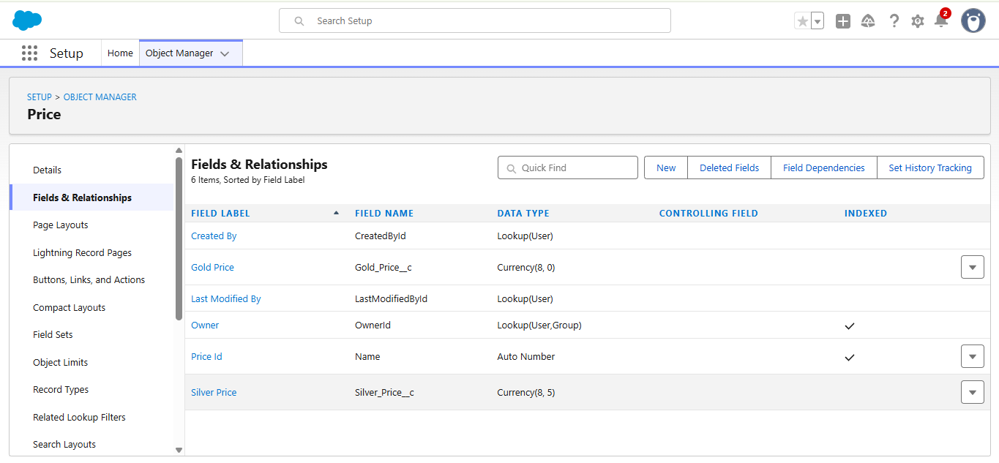 Search Setup
2
Setup
Home
Object Manager
SETUP > OBJECT MANAGER
Price
Details
Fields & Relationships
Page Layouts
Lightning Record Pages
Buttons, Links, and Actions
Compact Layouts
Field Sets
Object Limits
Record Types
Related Lookup Filters
Search Layouts
Fields & Relationships
6 Items, Sorted by Field Label
Quick Find
New
Deleted Fields
Field Dependencies
Set History Tracking
FIELD LABEL FIELD NAME DATA TYPE CONTROLLING FIELD INDEXED
Created By CreatedById Lookup(User)
Gold Price Gold_Price__c Currency(8, 0)
Last Modified By LastModifiedById Lookup(User)
Owner OwnerId Lookup(User,Group)
Price Id Name Auto Number
Silver Price Silver_Price__c Currency(8, 5)